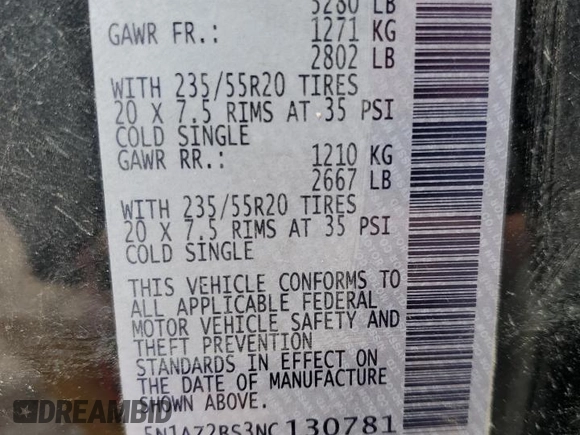 5280 LB
GAWR FR.: 1271 KG
2802 LB
WITH 235/55R20 TIRES
20 X 7.5 RIMS AT 35 PSI
COLD SINGLE
GAWR RR.: 1210 KG
2667 LB
WITH 235/55R20 TIRES
20 X 7.5 RIMS AT 35 PSI
COLD SINGLE
THIS VEHICLE CONFORMS TO
ALL APPLICABLE FEDERAL
MOTOR VEHICLE SAFETY AND
THEFT PREVENTION
STANDARDS IN EFFECT ON
THE DATE OF MANUFACTURE
SHOWN ABOVE.
5N1AZ2BS3NC130781
DREAMBID